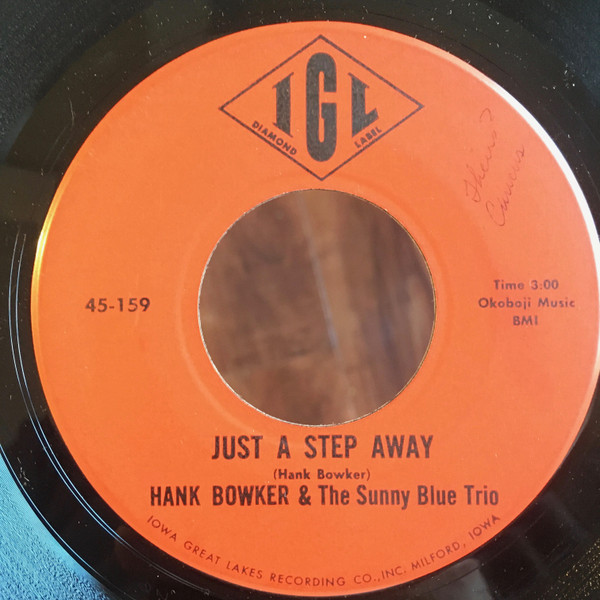 IGL
DIAMOND LABEL
45-159
Time 3:00
Okoboji Music
BMI
JUST A STEP AWAY
(Hank Bowker)
HANK BOWKER & The Sunny Blue Trio
IOWA GREAT LAKES RECORDING CO., INC. MILFORD, IOWA